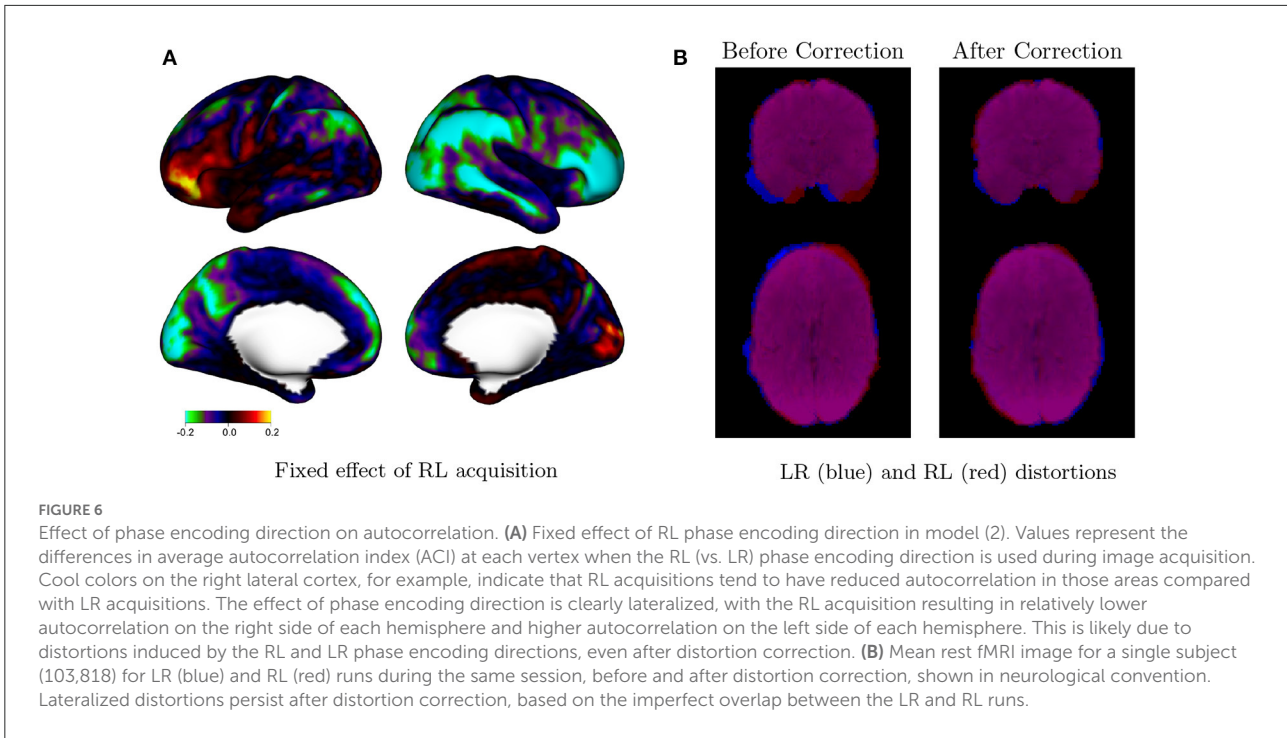 A
B
Before Correction
After Correction
-0.2
0.0
0.2
Fixed effect of RL acquisition
LR (blue) and RL (red) distortions
FIGURE 6
Effect of phase encoding direction on autocorrelation. (A) Fixed effect of RL phase encoding direction in model (2). Values represent the
differences in average autocorrelation index (ACI) at each vertex when the RL (vs. LR) phase encoding direction is used during image acquisition.
Cool colors on the right lateral cortex, for example, indicate that RL acquisitions tend to have reduced autocorrelation in those areas compared
with LR acquisitions. The effect of phase encoding direction is clearly lateralized, with the RL acquisition resulting in relatively lower
autocorrelation on the right side of each hemisphere and higher autocorrelation on the left side of each hemisphere. This is likely due to
distortions induced by the RL and LR phase encoding directions, even after distortion correction. (B) Mean rest fMRI image for a single subject
(103,818) for LR (blue) and RL (red) runs during the same session, before and after distortion correction, shown in neurological convention.
Lateralized distortions persist after distortion correction, based on the imperfect overlap between the LR and RL runs.